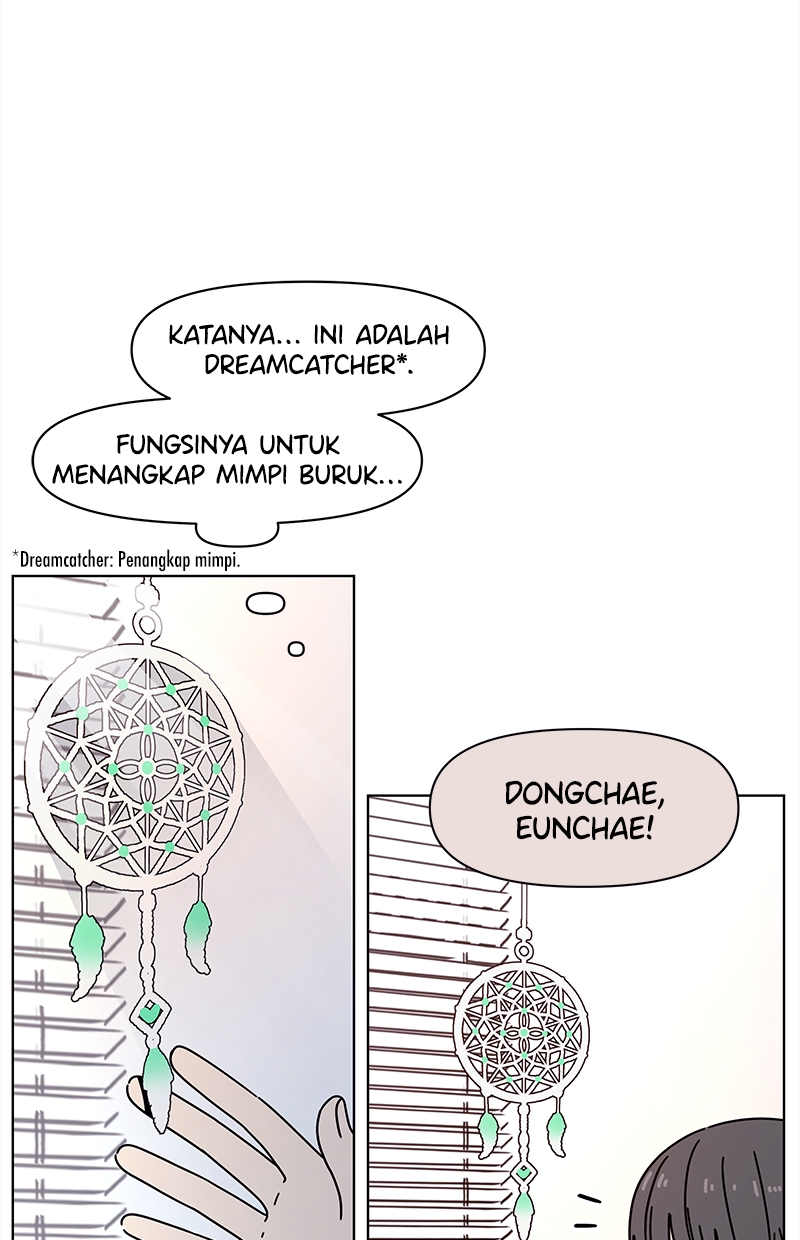 KATANYA... INI ADALAH
DREAMCATCHER*.
FUNGSINYA UNTUK
MENANGKAP MIMPI BURUK...
*Dreamcatcher: Penangkap mimpi.
DONGCHAE,
EUNCHAE!